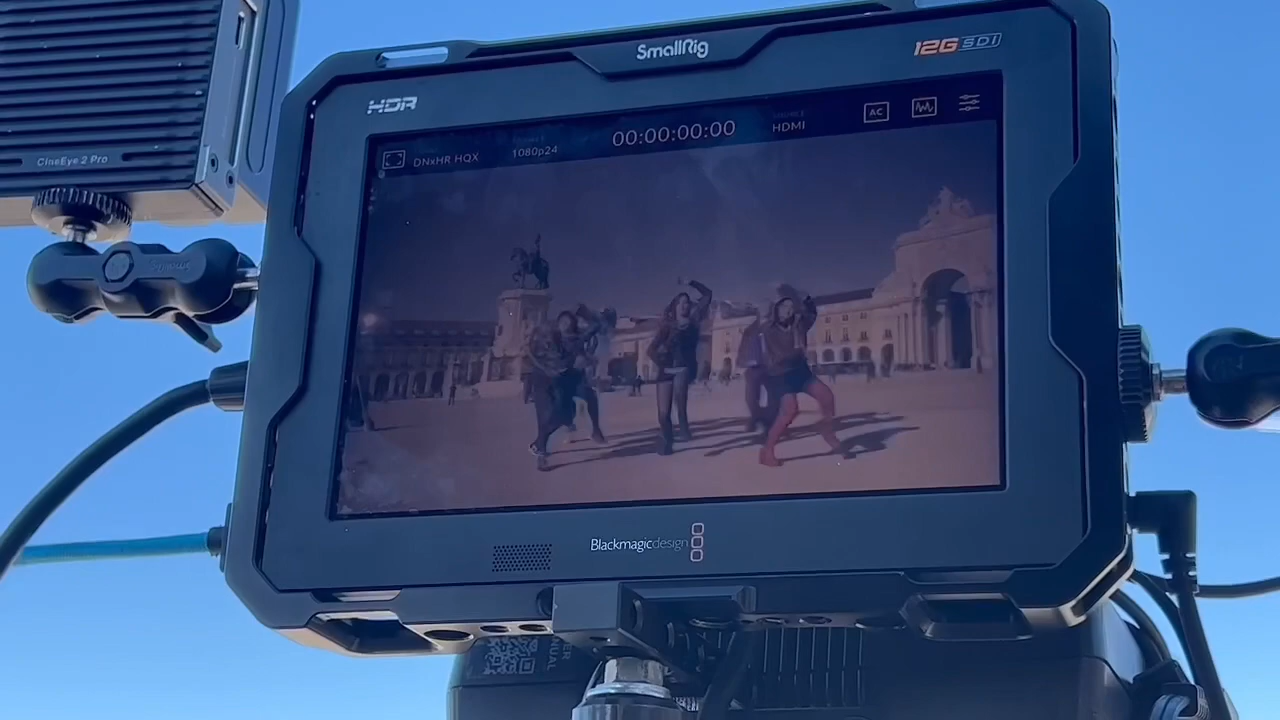 SmallRig
12G SDI
HDR
DNxHR HQX
1080p24
00:00:00:00
HDMI
AC
CineEye 2 Pro
Blackmagicdesign